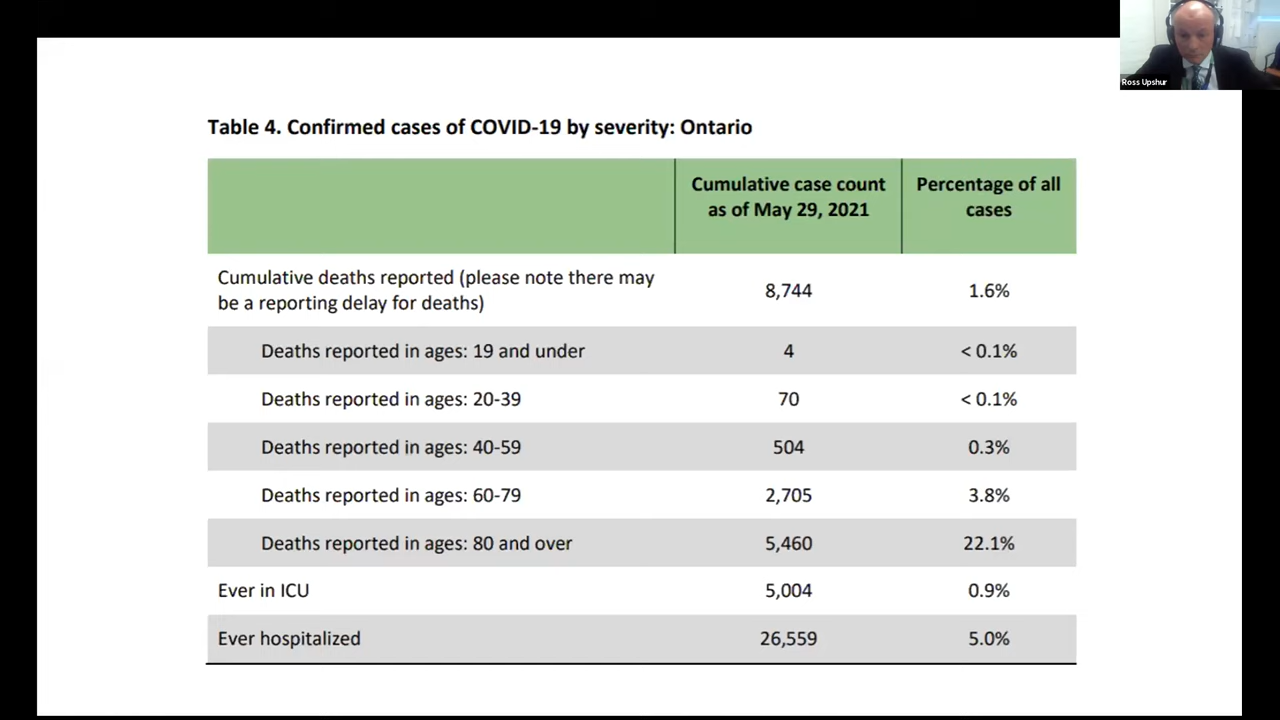 Ross Upshur
Table 4. Confirmed cases of COVID-19 by severity: Ontario
Cumulative case count
as of May 29, 2021
Percentage of all
cases
Cumulative deaths reported (please note there may
be a reporting delay for deaths)
8,744
1.6%
Deaths reported in ages: 19 and under
4
< 0.1%
Deaths reported in ages: 20-39
70
< 0.1%
Deaths reported in ages: 40-59
504
0.3%
Deaths reported in ages: 60-79
2,705
3.8%
Deaths reported in ages: 80 and over
5,460
22.1%
Ever in ICU
5,004
0.9%
Ever hospitalized
26,559
5.0%